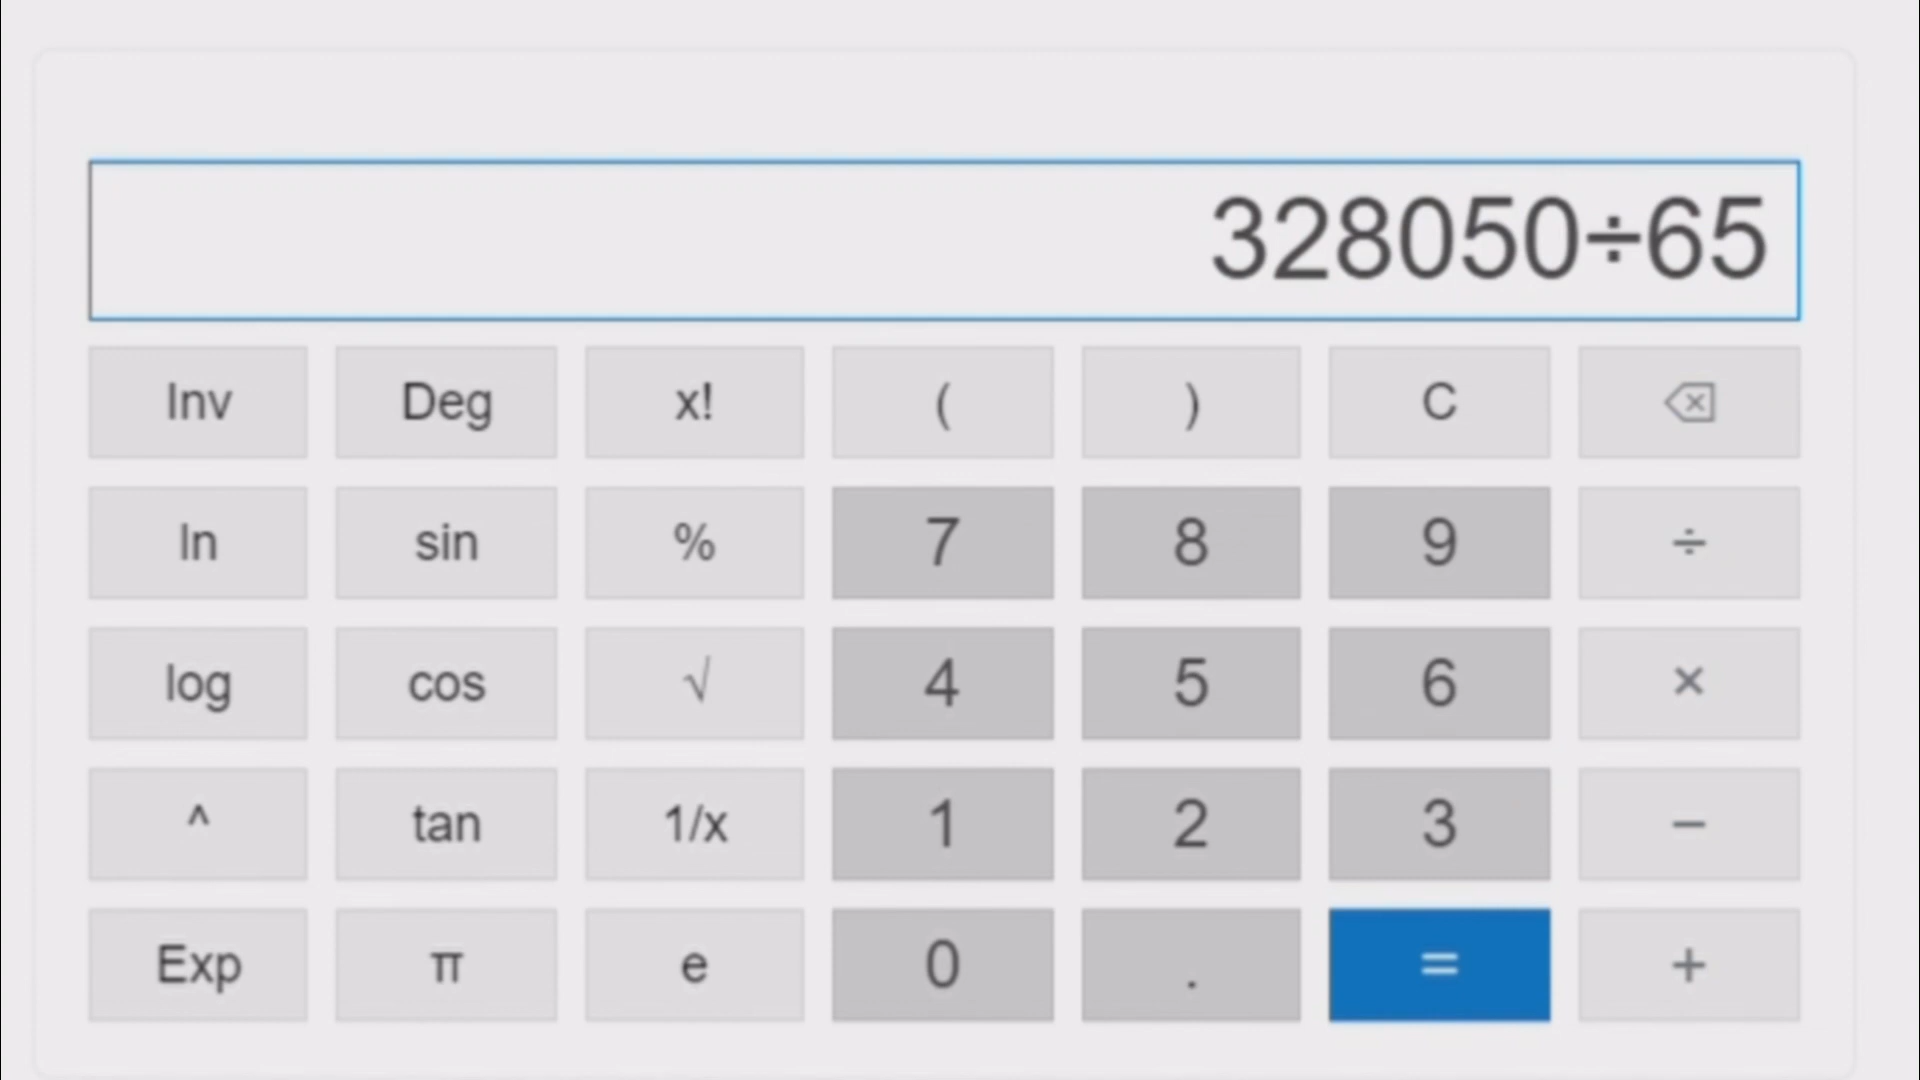 328050÷65
Inv Deg x! ( ) C
ln sin % 7 8 9 ÷
log cos √ 4 5 6 ×
^ tan 1/x 1 2 3 −
Exp π e 0 . = +